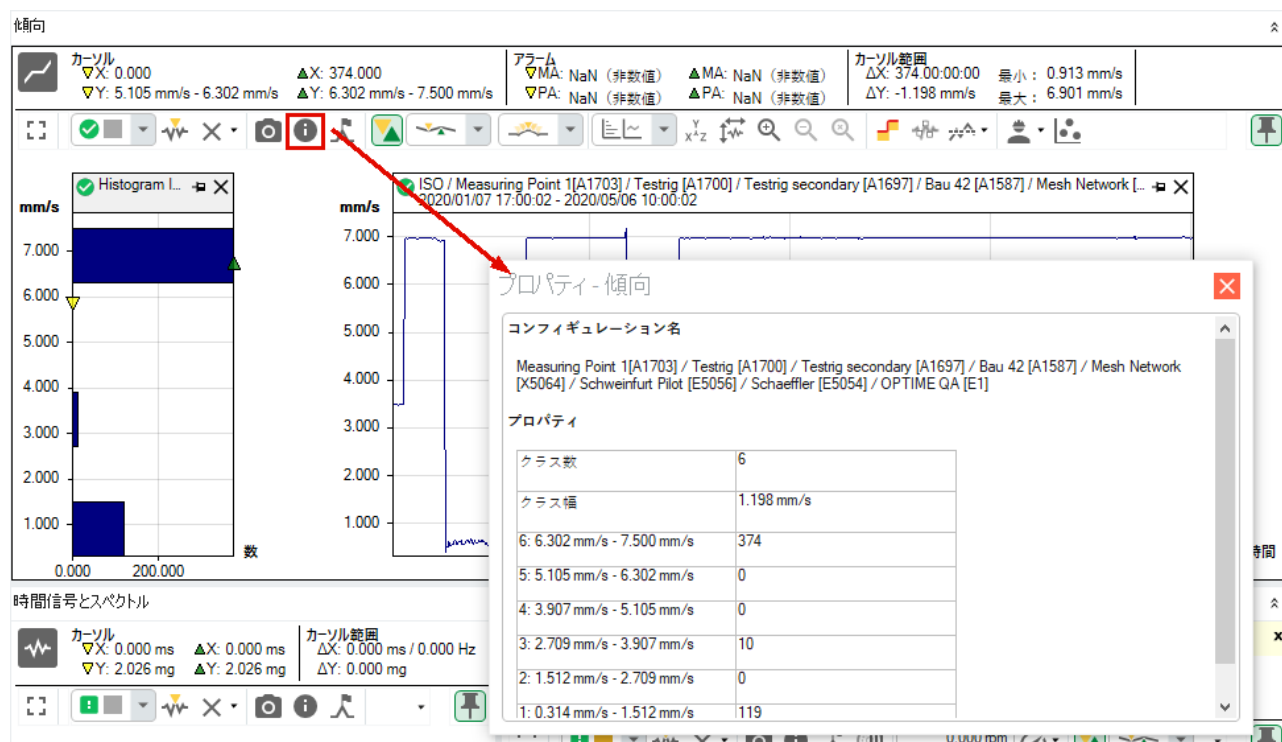 傾向
カーソル
▽X: 0.000 ▲X: 374.000
▽Y: 5.105 mm/s - 6.302 mm/s ▲Y: 6.302 mm/s - 7.500 mm/s
アラーム
▽MA: NaN（非数値） ▲MA: NaN（非数値）
▽PA: NaN（非数値） ▲PA: NaN（非数値）
カーソル範囲
ΔX: 374.00:00:00 最小： 0.913 mm/s
ΔY: -1.198 mm/s 最大： 6.901 mm/s
Histogram I...
mm/s
7.000
6.000
5.000
4.000
3.000
2.000
1.000
0.000 200.000
数
ISO / Measuring Point 1[A1703] / Testrig [A1700] / Testrig secondary [A1697] / Bau 42 [A1587] / Mesh Network [...
2020/01/07 17:00:02 - 2020/05/06 10:00:02
mm/s
7.000
6.000
5.000
4.000
3.000
2.000
1.000
時間
プロパティ - 傾向
コンフィギュレーション名
Measuring Point 1[A1703] / Testrig [A1700] / Testrig secondary [A1697] / Bau 42 [A1587] / Mesh Network
[X5064] / Schweinfurt Pilot [E5056] / Schaeffler [E5054] / OPTIME QA [E1]
プロパティ
クラス数 6
クラス幅 1.198 mm/s
6: 6.302 mm/s - 7.500 mm/s 374
5: 5.105 mm/s - 6.302 mm/s 0
4: 3.907 mm/s - 5.105 mm/s 0
3: 2.709 mm/s - 3.907 mm/s 10
2: 1.512 mm/s - 2.709 mm/s 0
1: 0.314 mm/s - 1.512 mm/s 119
時間信号とスペクトル
カーソル
▽X: 0.000 ms ▲X: 0.000 ms
▽Y: 2.026 mg ▲Y: 2.026 mg
カーソル範囲
ΔX: 0.000 ms / 0.000 Hz
ΔY: 0.000 mg
0.000 rpm